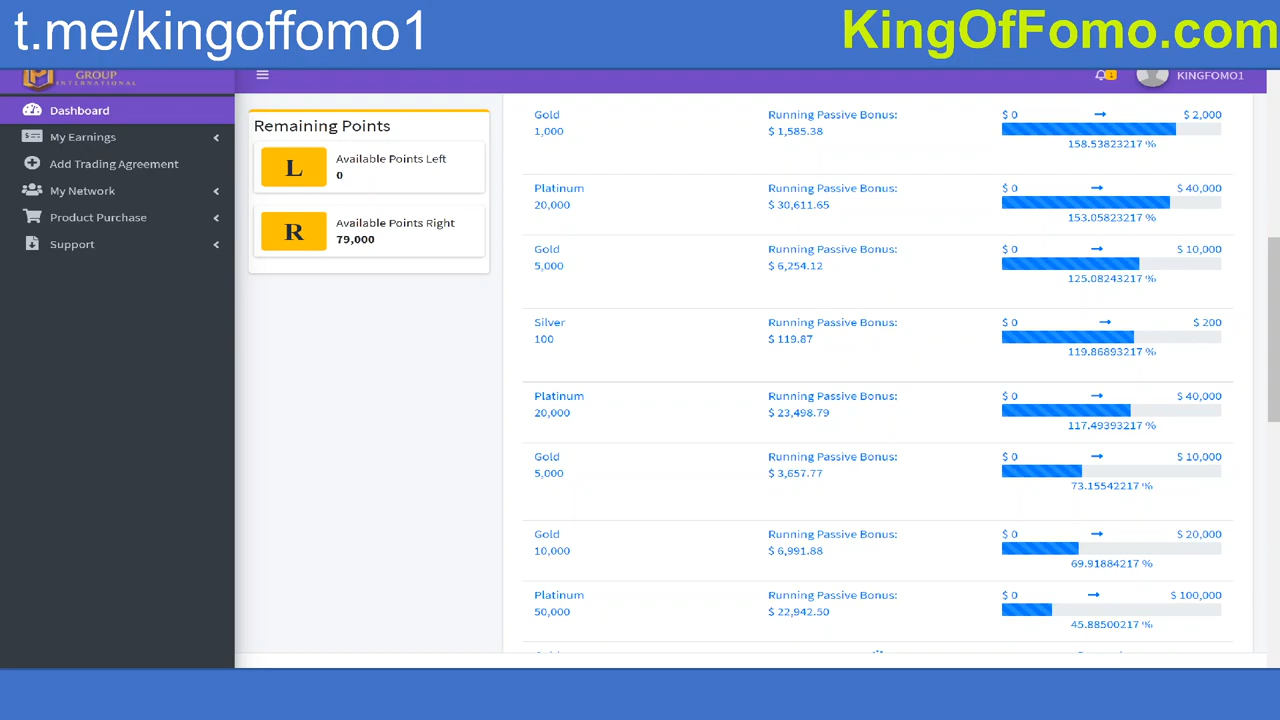 t.me/kingoffomo1
KingOfFomo.com
GROUP
INTERNATIONAL
1
KINGFOMO1
Dashboard
My Earnings
Add Trading Agreement
My Network
Product Purchase
Support
Remaining Points
L
Available Points Left
0
R
Available Points Right
79,000
Gold
1,000
Running Passive Bonus:
$ 1,585.38
$ 0 → $ 2,000
158.53823217 %
Platinum
20,000
Running Passive Bonus:
$ 30,611.65
$ 0 → $ 40,000
153.05823217 %
Gold
5,000
Running Passive Bonus:
$ 6,254.12
$ 0 → $ 10,000
125.08243217 %
Silver
100
Running Passive Bonus:
$ 119.87
$ 0 → $ 200
119.86893217 %
Platinum
20,000
Running Passive Bonus:
$ 23,498.79
$ 0 → $ 40,000
117.49393217 %
Gold
5,000
Running Passive Bonus:
$ 3,657.77
$ 0 → $ 10,000
73.15542217 %
Gold
10,000
Running Passive Bonus:
$ 6,991.88
$ 0 → $ 20,000
69.91884217 %
Platinum
50,000
Running Passive Bonus:
$ 22,942.50
$ 0 → $ 100,000
45.88500217 %